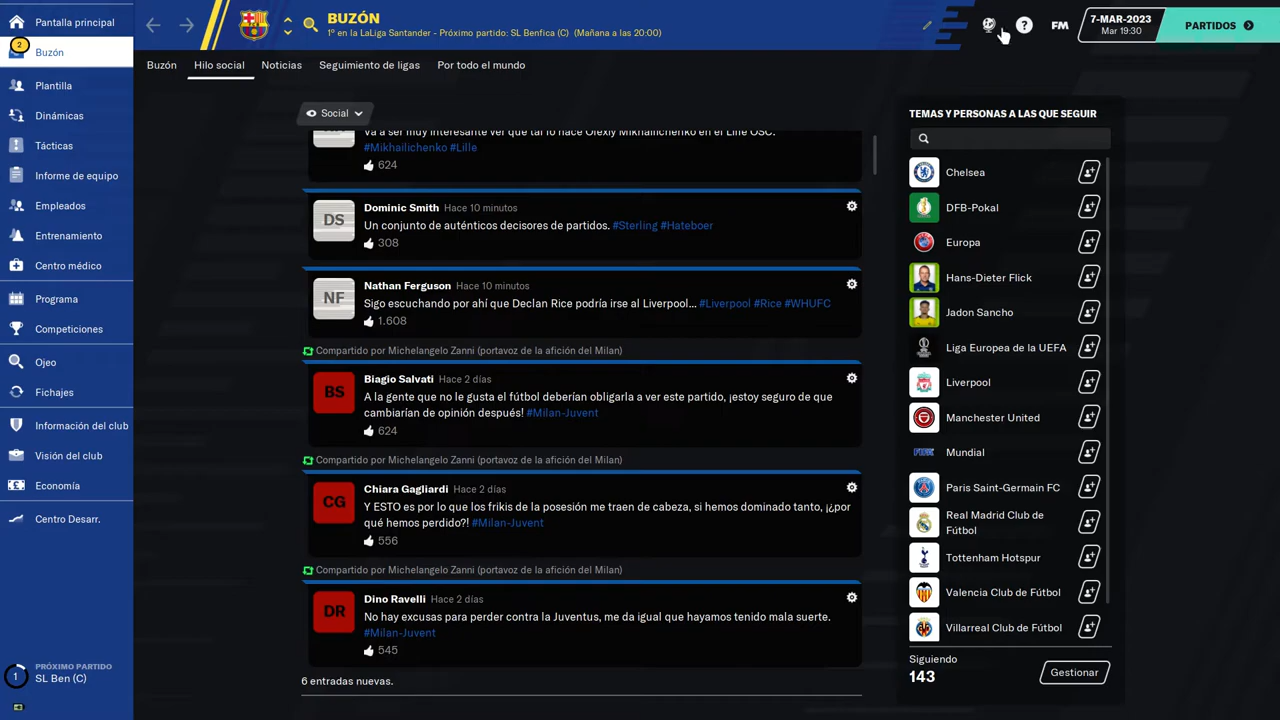 Pantalla principal
2
Buzón
Plantilla
Dinámicas
Tácticas
Informe de equipo
Empleados
Entrenamiento
Centro médico
Programa
Competiciones
Ojeo
Fichajes
Información del club
Visión del club
Economía
Centro Desarr.
1
PRÓXIMO PARTIDO
SL Ben (C)
BUZÓN
1º en la LaLiga Santander - Próximo partido: SL Benfica (C) (Mañana a las 20:00)
?
FM
7-MAR-2023
Mar 19:30
PARTIDOS
Buzón
Hilo social
Noticias
Seguimiento de ligas
Por todo el mundo
Social
Va a ser muy interesante ver qué tal lo hace Olexiy Mikhailichenko en el Lille OSC.
#Mikhailichenko #Lille
624
DS
Dominic Smith Hace 10 minutos
Un conjunto de auténticos decisores de partidos. #Sterling #Hateboer
308
NF
Nathan Ferguson Hace 10 minutos
Sigo escuchando por ahí que Declan Rice podría irse al Liverpool... #Liverpool #Rice #WHUFC
1.608
Compartido por Michelangelo Zanni (portavoz de la afición del Milan)
BS
Biagio Salvati Hace 2 días
A la gente que no le gusta el fútbol deberían obligarla a ver este partido, ¡estoy seguro de que
cambiarían de opinión después! #Milan-Juvent
624
Compartido por Michelangelo Zanni (portavoz de la afición del Milan)
CG
Chiara Gagliardi Hace 2 días
Y ESTO es por lo que los frikis de la posesión me traen de cabeza, si hemos dominado tanto, ¡¿por
qué hemos perdido?! #Milan-Juvent
556
Compartido por Michelangelo Zanni (portavoz de la afición del Milan)
DR
Dino Ravelli Hace 2 días
No hay excusas para perder contra la Juventus, me da igual que hayamos tenido mala suerte.
#Milan-Juvent
545
6 entradas nuevas.
TEMAS Y PERSONAS A LAS QUE SEGUIR
Chelsea
DFB-Pokal
Europa
Hans-Dieter Flick
Jadon Sancho
Liga Europea de la UEFA
Liverpool
Manchester United
Mundial
Paris Saint-Germain FC
Real Madrid Club de
Fútbol
Tottenham Hotspur
Valencia Club de Fútbol
Villarreal Club de Fútbol
Siguiendo
143
Gestionar